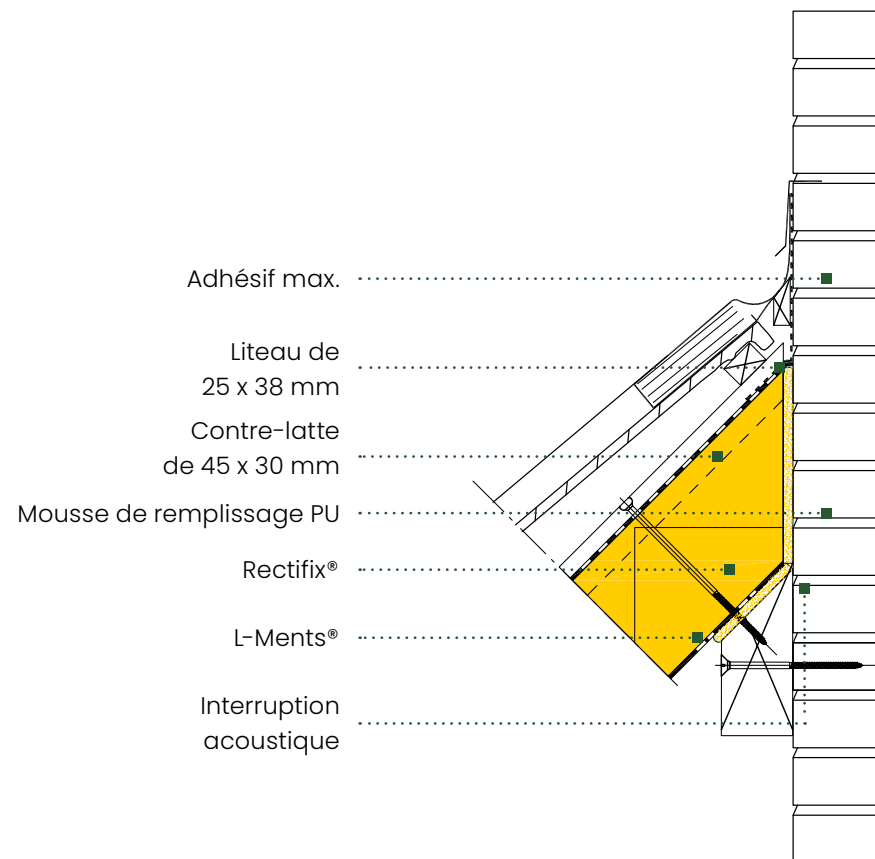 Adhésif max.
Liteau de
25 x 38 mm
Contre-latte
de 45 x 30 mm
Mousse de remplissage PU
Rectifix®
L-Ments®
Interruption
acoustique